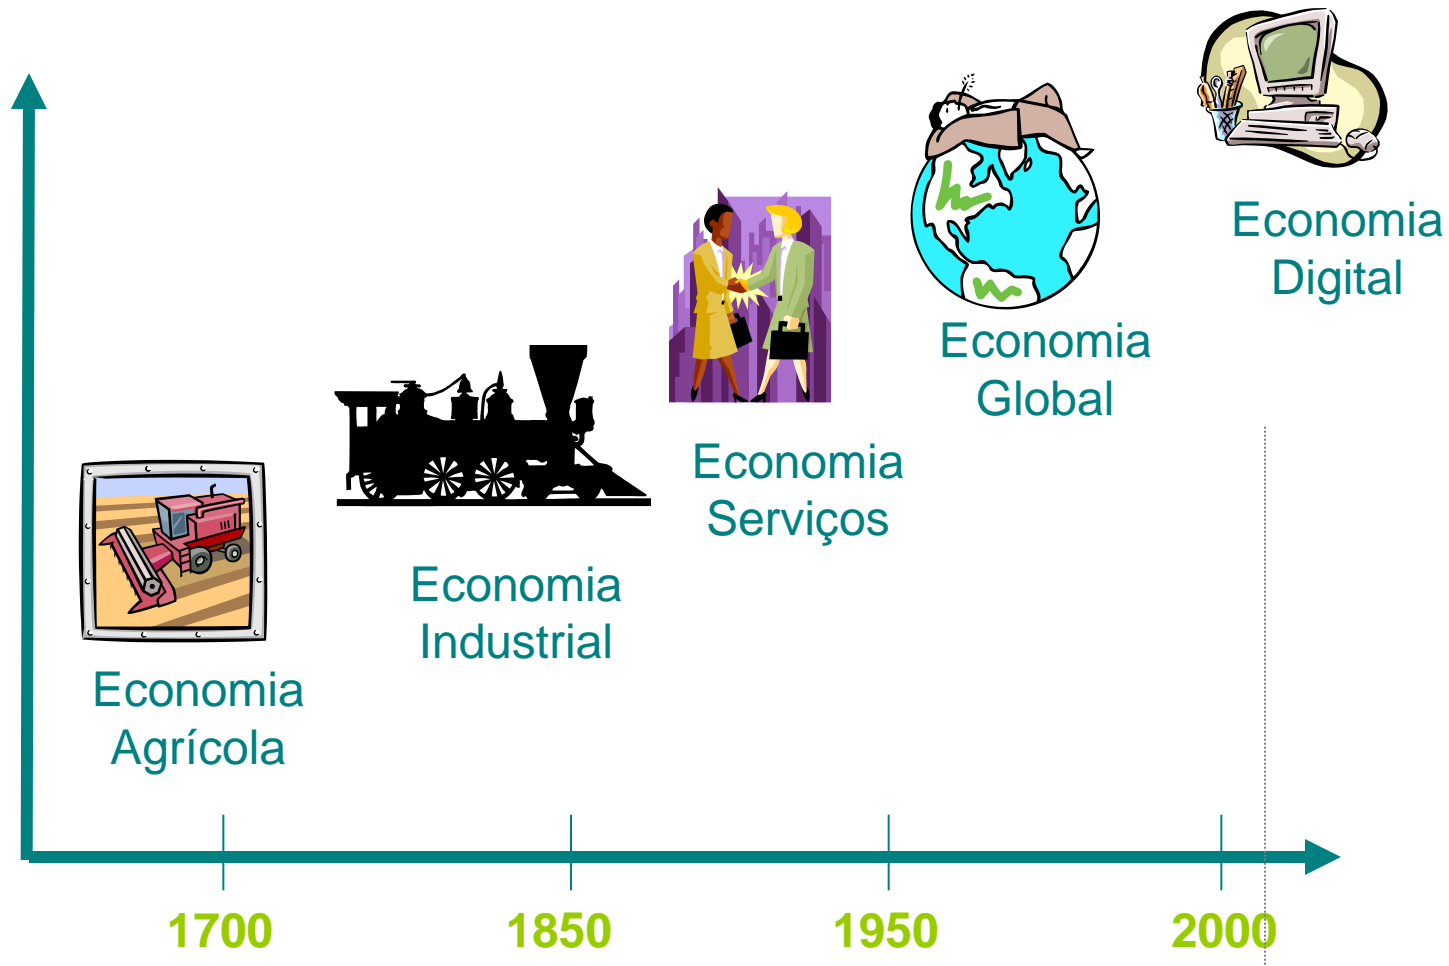 Economia
Digital
Economia
Global
Economia
Serviços
Economia
Industrial
Economia
Agrícola
1700
1850
1950
2000